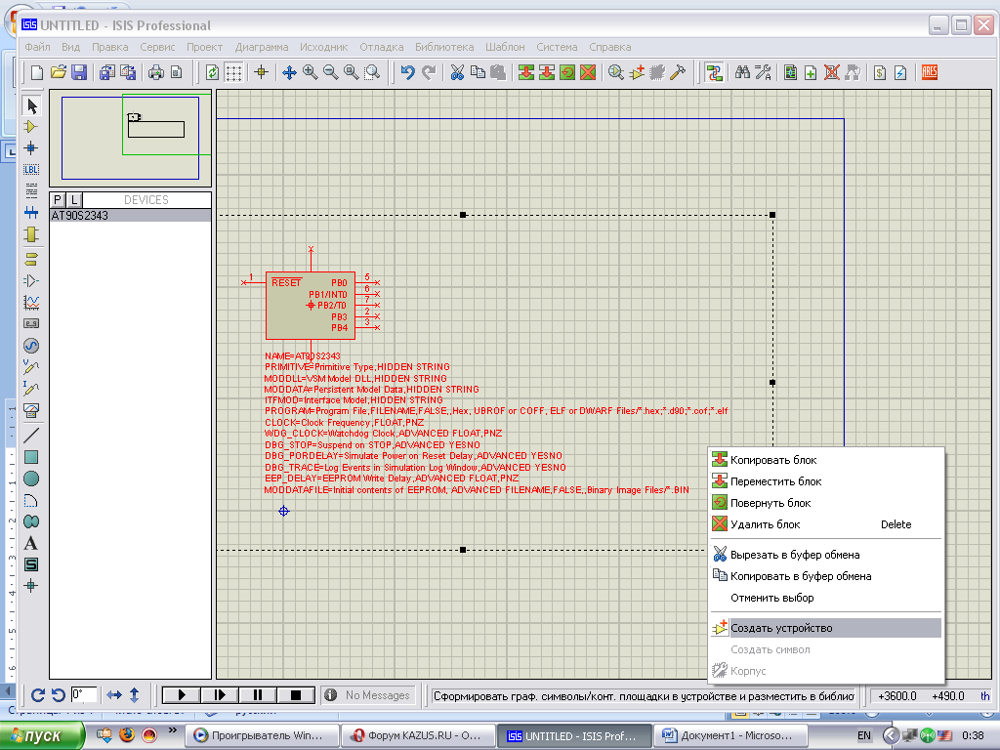 UNTITLED - ISIS Professional
Файл Вид Правка Сервис Проект Диаграмма Исходник Отладка Библиотека Шаблон Система Справка
ARES
LBL
P L DEVICES
AT90S2343
1
RESET
PB0
5
PB1/INT0
6
PB2/T0
7
PB3
2
PB4
3
NAME=AT90S2343
PRIMITIVE=Primitive Type,HIDDEN STRING
MODDLL=VSM Model DLL,HIDDEN STRING
MODDATA=Persistent Model Data,HIDDEN STRING
ITFMOD=Interface Model,HIDDEN STRING
PROGRAM=Program File,FILENAME,FALSE,,Hex, UBROF or COFF, ELF or DWARF Files/*.hex;*.d90;*.cof;*.elf
CLOCK=Clock Frequency,FLOAT,PNZ
WDG_CLOCK=Watchdog Clock,ADVANCED FLOAT,PNZ
DBG_STOP=Suspend on STOP,ADVANCED YESNO
DBG_PORDELAY=Simulate Power on Reset Delay,ADVANCED YESNO
DBG_TRACE=Log Events in Simulation Log Window,ADVANCED YESNO
EEP_DELAY=EEPROM Write Delay,ADVANCED FLOAT,PNZ
MODDATAFILE=Initial contents of EEPROM, ADVANCED FILENAME,FALSE,,Binary Image Files/*.BIN
Копировать блок
Переместить блок
Повернуть блок
Удалить блок Delete
Вырезать в буфер обмена
Копировать в буфер обмена
Отменить выбор
Создать устройство
Создать символ
Корпус
A
S
0°
No Messages
Сформировать граф. символы/конт. площадки в устройстве и разместить в библио
+3600.0 +490.0 th
пуск
»
Проигрыватель Win...
Форум KAZUS.RU - O...
UNTITLED - ISIS Prof...
Документ1 - Microso...
EN
0:38